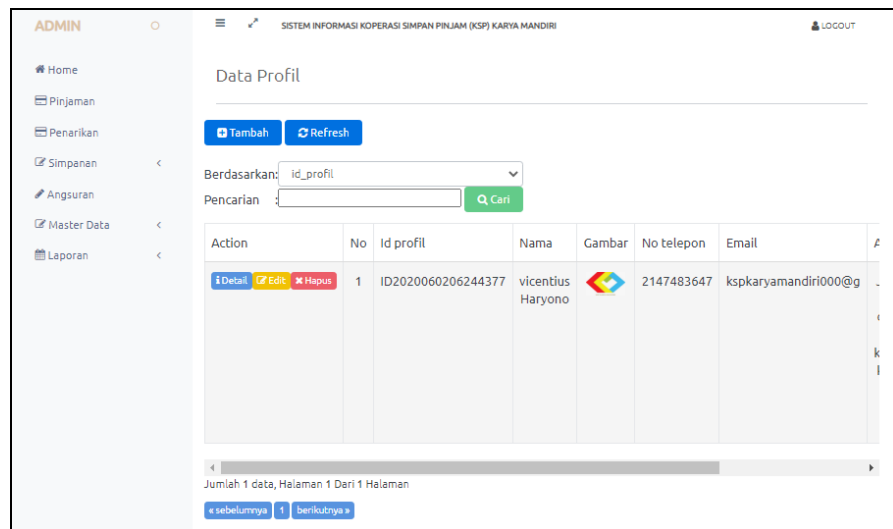 ADMIN
SISTEM INFORMASI KOPERASI SIMPAN PINJAM (KSP) KARYA MANDIRI
LOGOUT
Home
Pinjaman
Penarikan
Simpanan
Angsuran
Master Data
Laporan
Data Profil
Tambah Refresh
Berdasarkan: id_profil
Pencarian : Cari
Action No Id profil Nama Gambar No telepon Email
Detail Edit Hapus 1 ID2020060206244377 vicentius 2147483647 kspkaryamandiri000@g
Haryono
Jumlah 1 data, Halaman 1 Dari 1 Halaman
« sebelumnya 1 berikutnya »